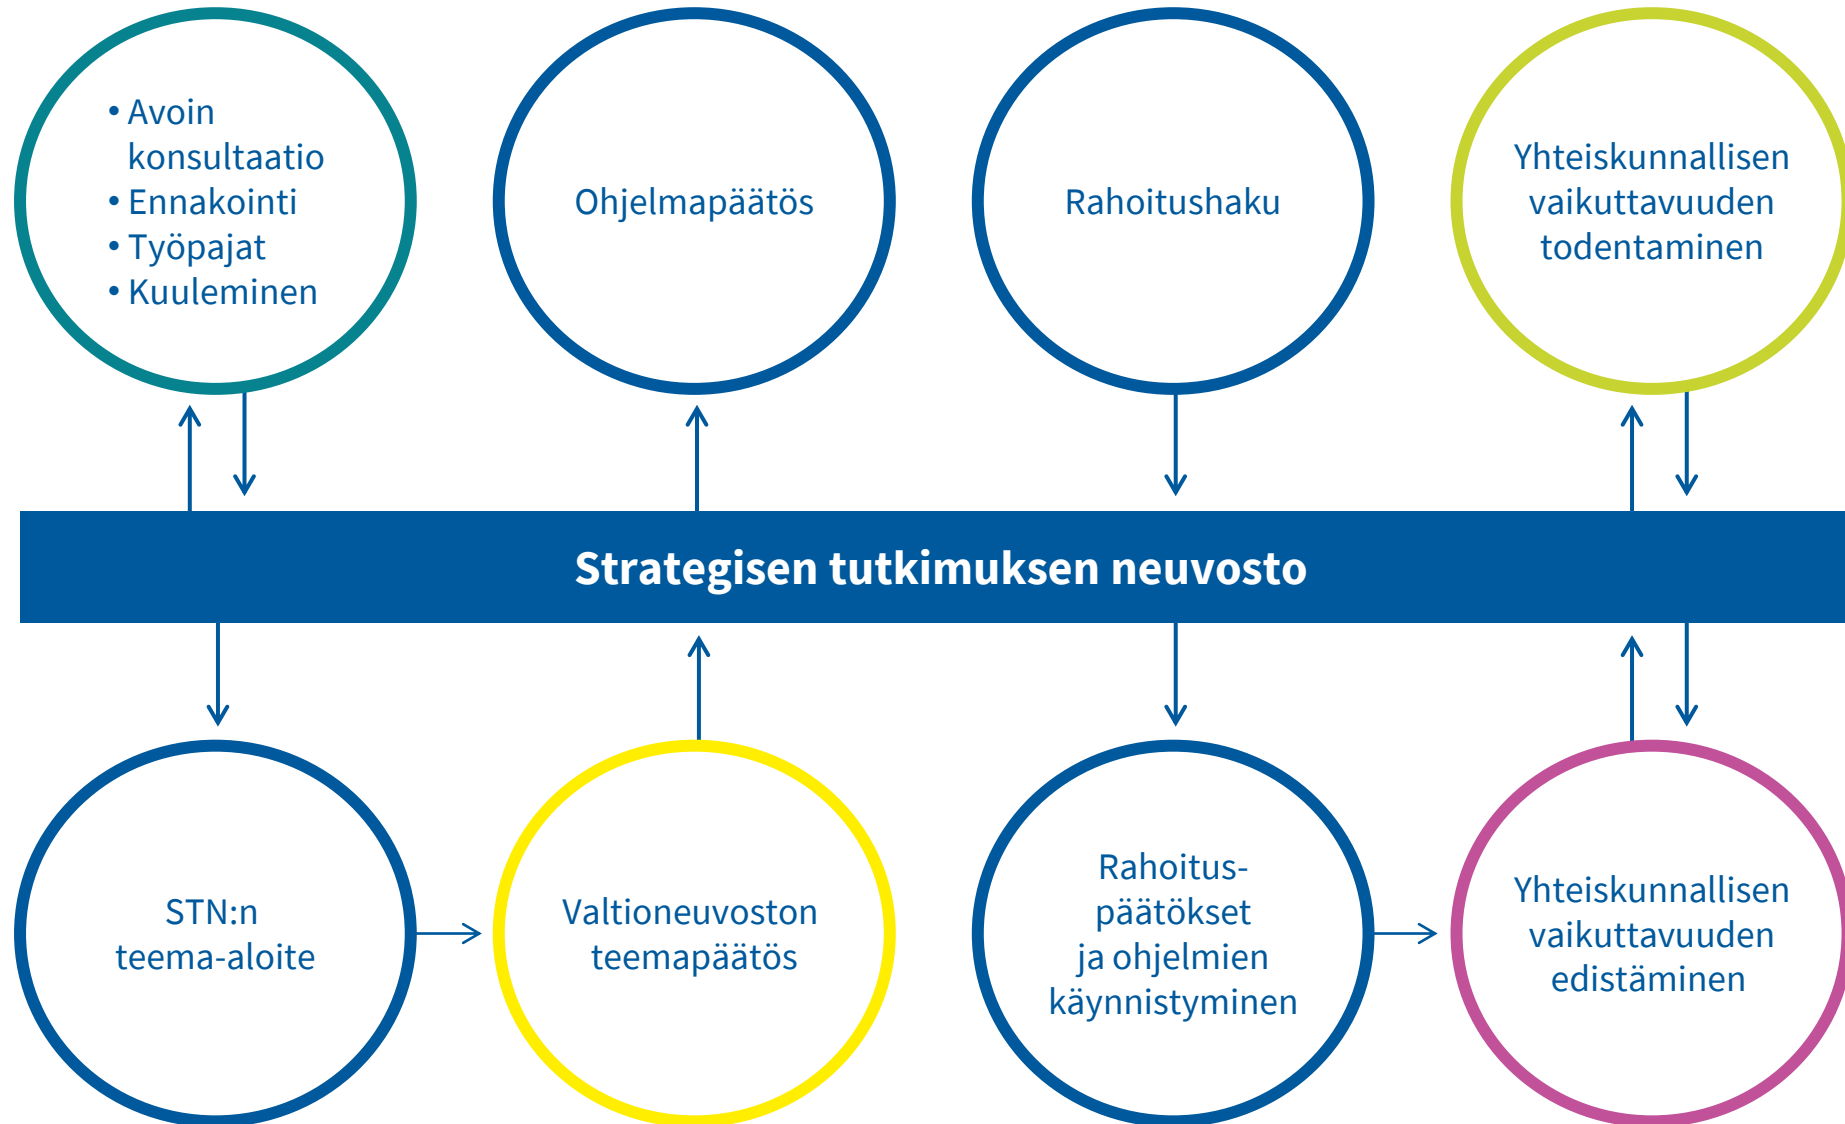 • Avoin
konsultaatio
• Ennakointi
• Työpajat
• Kuuleminen
Ohjelmapäätös
Rahoitushaku
Yhteiskunnallisen
vaikuttavuuden
todentaminen
Strategisen tutkimuksen neuvosto
STN:n
teema-aloite
Valtioneuvoston
teemapäätös
Rahoitus-
päätökset
ja ohjelmien
käynnistyminen
Yhteiskunnallisen
vaikuttavuuden
edistäminen